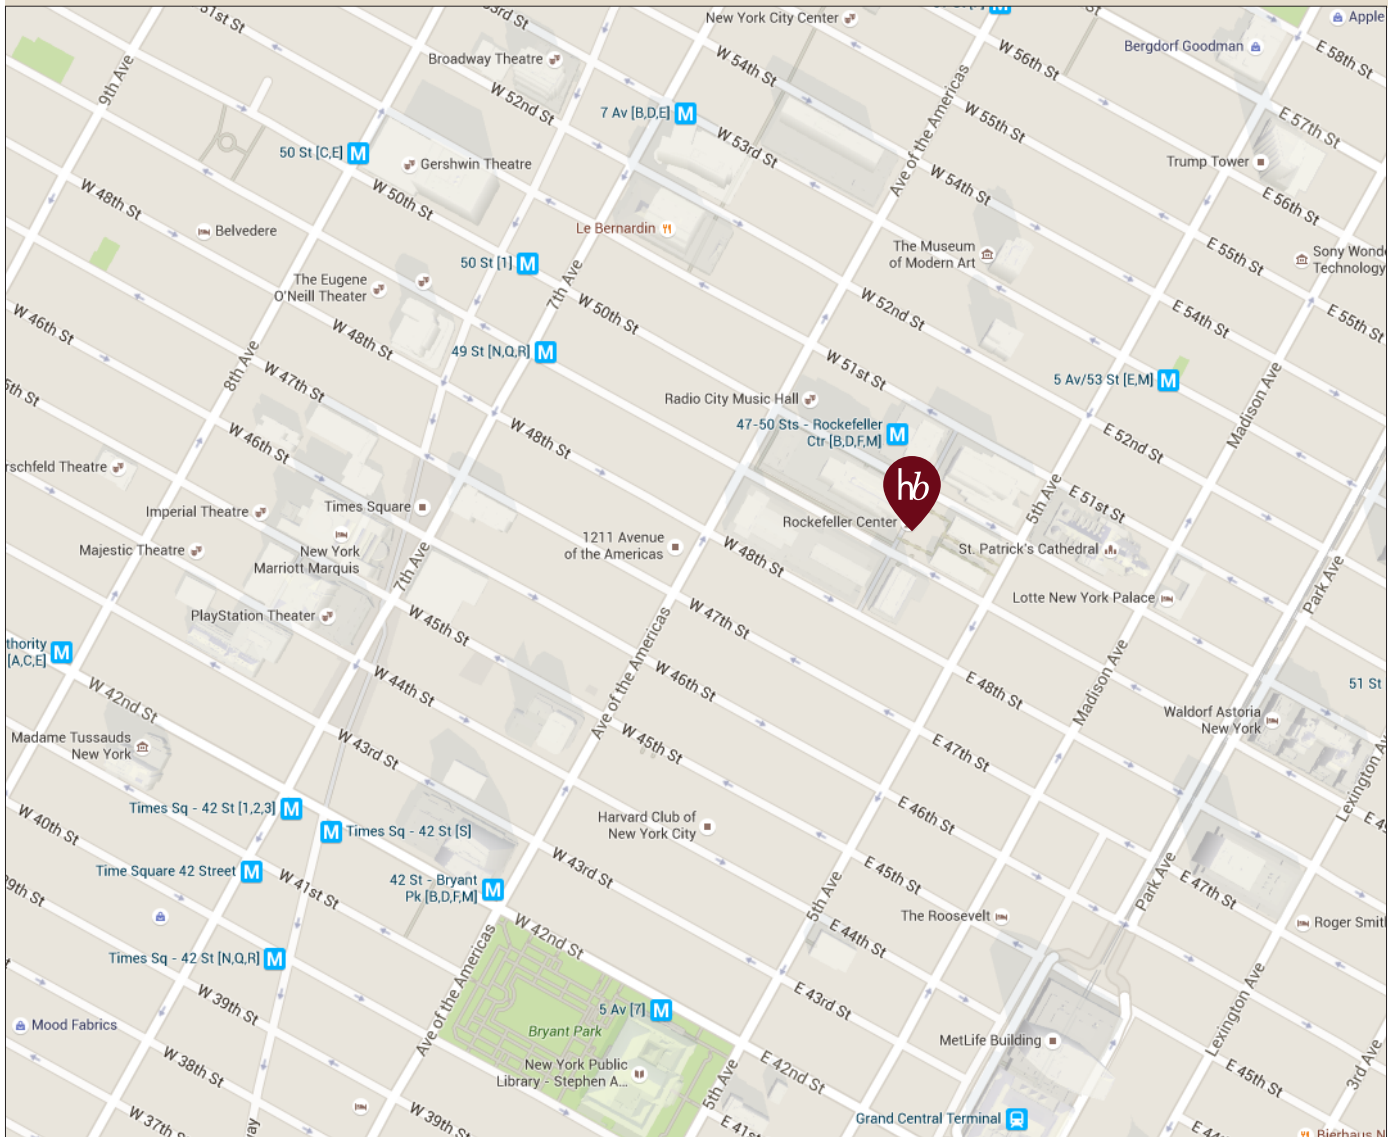 51st St
53rd St
New York City Center
Apple
W 56th St
Bergdorf Goodman
E 58th St
Broadway Theatre
W 54th St
9th Ave
W 52nd St
7 Av [B,D,E]
W 55th St
E 57th St
Ave of the Americas
50 St [C,E]
Gershwin Theatre
W 53rd St
Trump Tower
W 48th St
W 50th St
W 54th St
E 56th St
Belvedere
Le Bernardin
The Museum
of Modern Art
E 55th St
Sony Wond
Technology
50 St [1]
7th Ave
The Eugene
O'Neill Theater
W 50th St
W 52nd St
E 54th St
E 55th St
W 46th St
W 48th St
49 St [N,Q,R]
W 51st St
5 Av/53 St [E,M]
8th Ave
W 47th St
Radio City Music Hall
Madison Ave
47-50 Sts - Rockefeller
Ctr [B,D,F,M]
W 46th St
W 48th St
E 52nd St
rschfeld Theatre
hb
5th Ave
E 51st St
Imperial Theatre
Times Square
Rockefeller Center
Majestic Theatre
New York
Marriott Marquis
7th Ave
1211 Avenue
of the Americas
W 48th St
St. Patrick's Cathedral
Park Ave
PlayStation Theater
W 45th St
W 47th St
Lotte New York Palace
thority
[A,C,E]
W 42nd St
W 44th St
Ave of the Americas
W 46th St
E 48th St
Madison Ave
51 St
Madame Tussauds
New York
W 43rd St
W 45th St
E 47th St
Waldorf Astoria
New York
Lexington Av
W 40th St
Times Sq - 42 St [1,2,3]
Times Sq - 42 St [S]
Harvard Club of
New York City
E 46th St
Time Square 42 Street
W 41st St
42 St - Bryant
Pk [B,D,F,M]
W 43rd St
5th Ave
E 45th St
Park Ave
E 47th St
The Roosevelt
Roger Smit
W 42nd St
E 44th St
Times Sq - 42 St [N,Q,R]
Ave of the Americas
W 39th St
5 Av [7]
E 43rd St
Lexington Ave
Mood Fabrics
Bryant Park
MetLife Building
W 38th St
New York Public
Library - Stephen A...
5th Ave
E 42nd St
E 45th St
3rd Ave
W 37th S
W 39th St
E 41s
Grand Central Terminal
E 44
Bierhaus N